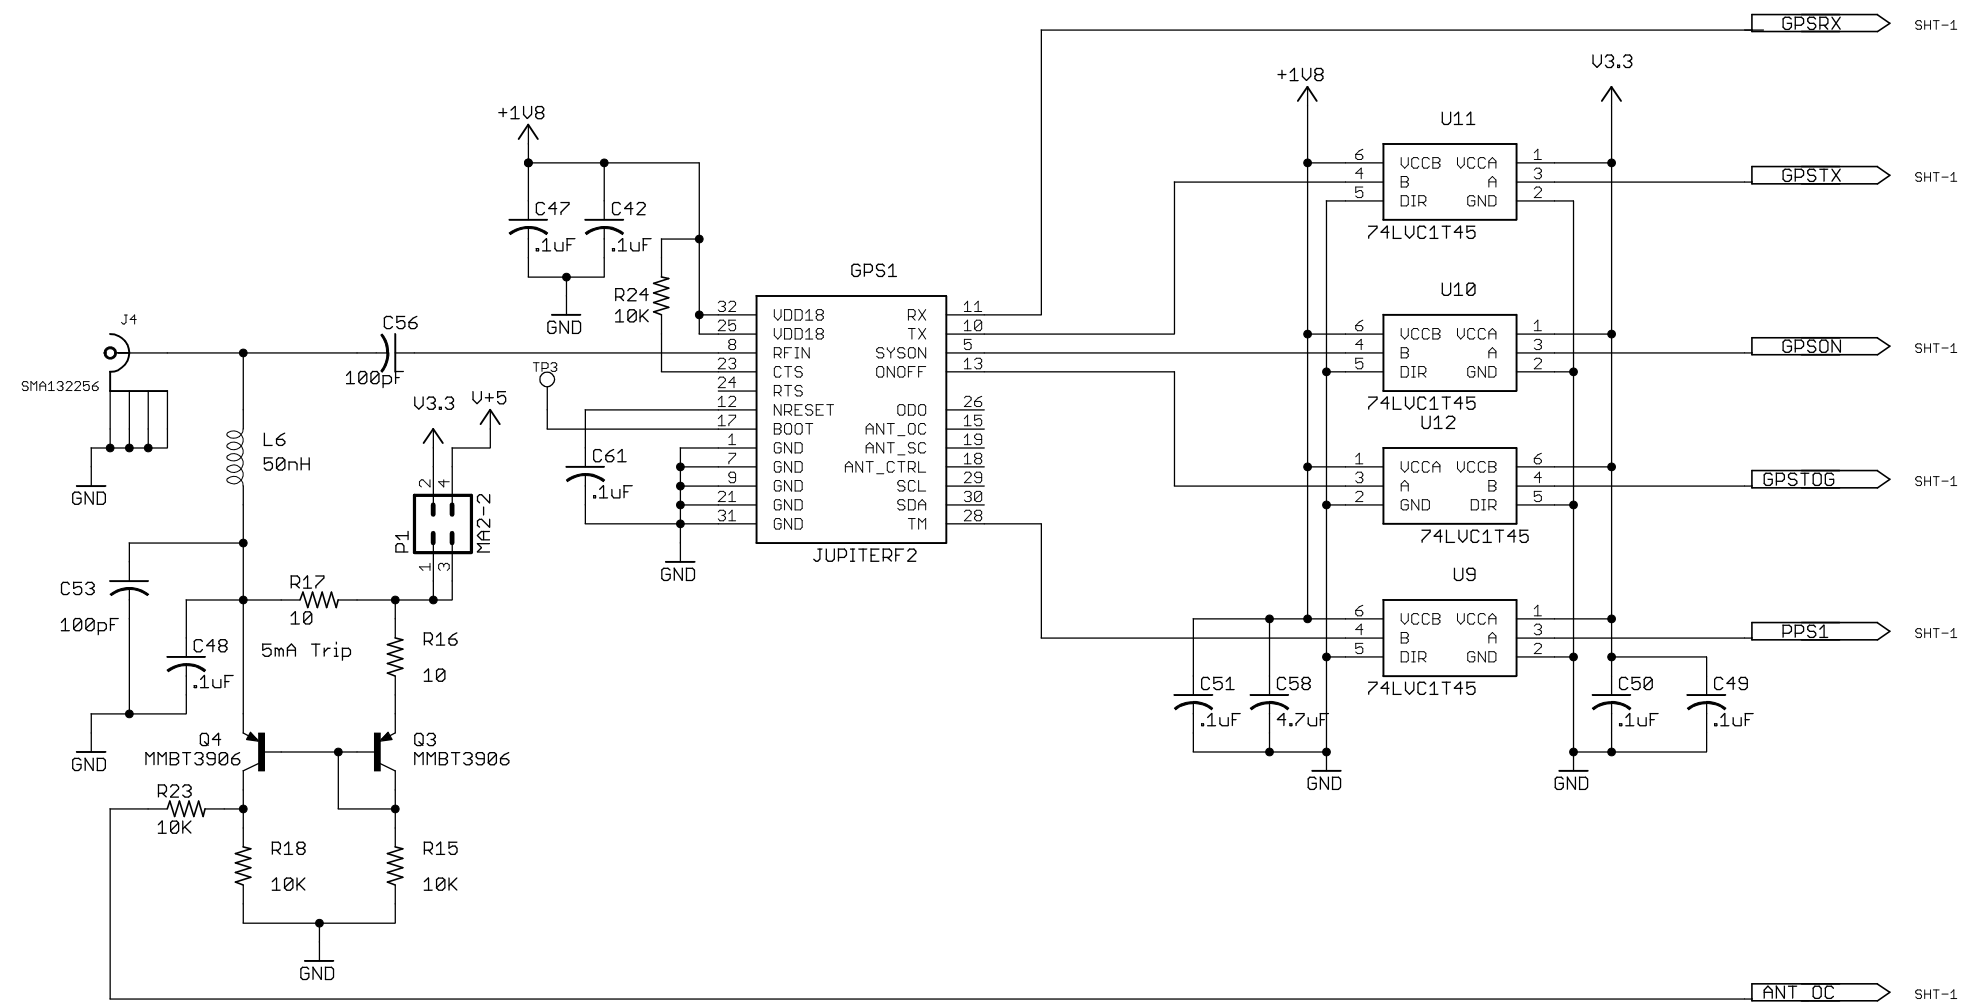 GPSRX SHT-1
+1V8
V3.3
U11
6 VCCB VCCA 1
4 B A 3
5 DIR GND 2
74LVC1T45
GPSTX SHT-1
U10
6 VCCB VCCA 1
4 B A 3
5 DIR GND 2
74LVC1T45
GPSON SHT-1
U12
1 VCCA VCCB 6
3 A B 4
2 GND DIR 5
74LVC1T45
GPSTOG SHT-1
U9
6 VCCB VCCA 1
4 B A 3
5 DIR GND 2
74LVC1T45
PPS1 SHT-1
C51
.1uF
C58
4.7uF
GND
C50
.1uF
C49
.1uF
GND
+1V8
C47
.1uF
C42
.1uF
GND
R24
10K
GPS1
32 VDD18 RX 11
25 VDD18 TX 10
8 RFIN SYSON 5
23 CTS ONOFF 13
24 RTS
12 NRESET ODO 26
17 BOOT ANT_OC 15
1 GND ANT_SC 19
7 GND ANT_CTRL 18
9 GND SCL 29
21 GND SDA 30
31 GND TM 28
JUPITERF2
TP3
C61
.1uF
GND
J4
SMA132256
GND
C56
100pF
L6
50nH
V3.3
V+5
2 4
P1
MA2-2
1 3
C53
100pF
R17
10
5mA Trip
C48
.1uF
R16
10
GND
Q4
MMBT3906
Q3
MMBT3906
R23
10K
R18
10K
R15
10K
GND
ANT_OC SHT-1